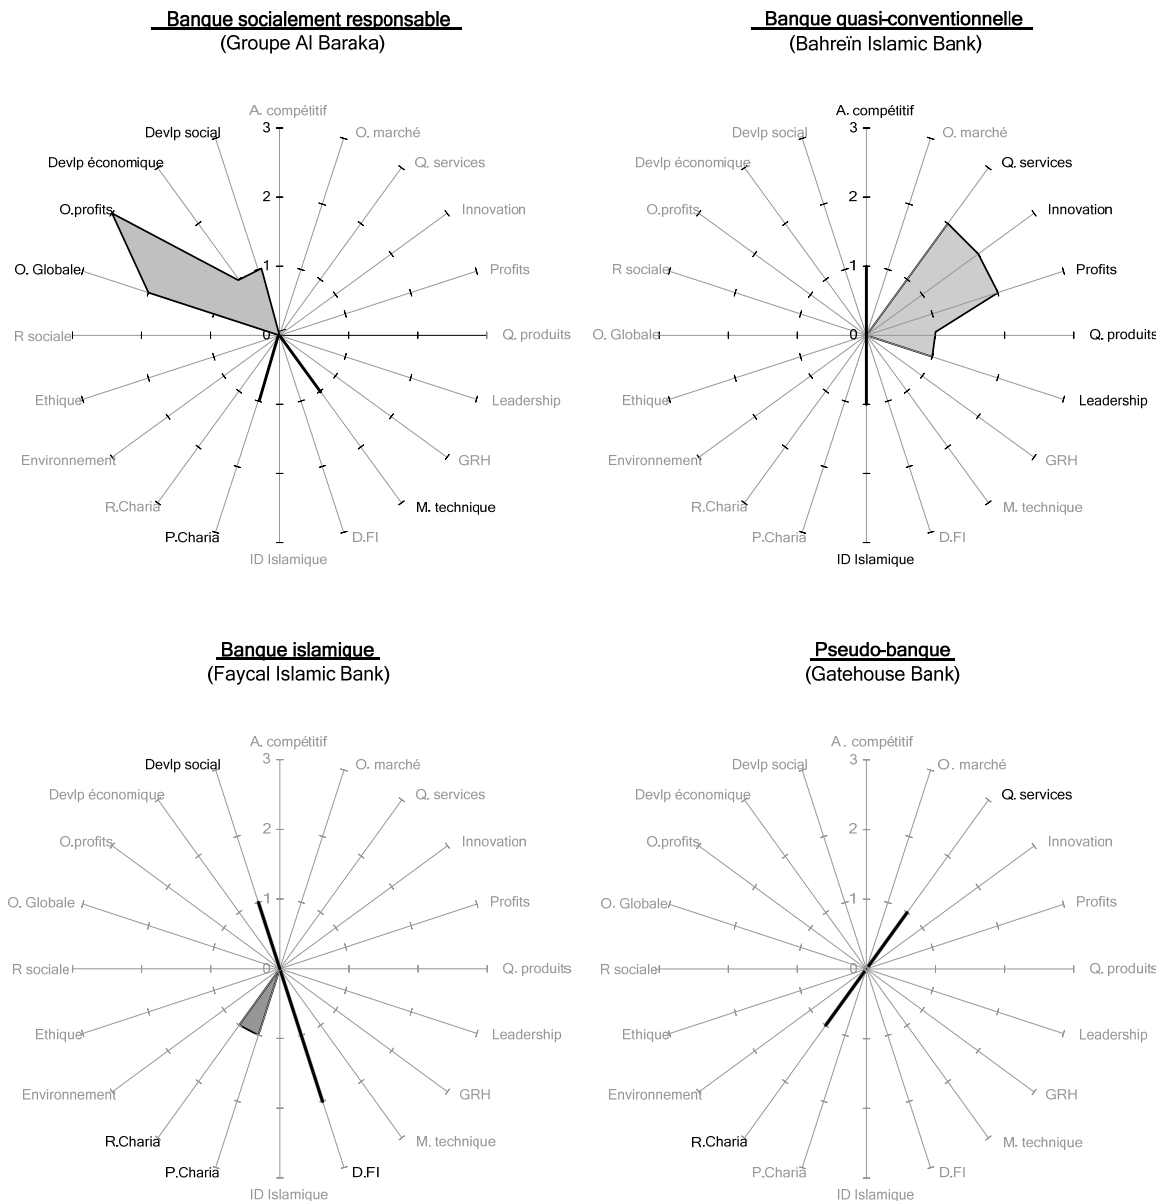 Banque socialement responsable
(Groupe Al Baraka)
A. compétitif
3
Devlp social
O. marché
Devlp économique
Q. services
2
O.profits
Innovation
O. Globale
1
Profits
R sociale
0
Q. produits
Ethique
Leadership
Environnement
GRH
R.Charia
M. technique
P.Charia
D.FI
ID Islamique
Banque quasi-conventionnelle
(Bahreïn Islamic Bank)
A. compétitif
3
Devlp social
O. marché
Devlp économique
Q. services
2
O.profits
Innovation
R sociale
1
Profits
O. Globale
0
Q. produits
Ethique
Leadership
Environnement
GRH
R.Charia
M. technique
P.Charia
D.FI
ID Islamique
Banque islamique
(Faycal Islamic Bank)
A. compétitif
3
Devlp social
O. marché
Devlp économique
Q. services
2
O.profits
Innovation
O. Globale
1
Profits
R sociale
0
Q. produits
Ethique
Leadership
Environnement
GRH
R.Charia
M. technique
P.Charia
D.FI
ID Islamique
Pseudo-banque
(Gatehouse Bank)
A. compétitif
3
Devlp social
O. marché
Devlp économique
Q. services
2
O.profits
Innovation
O. Globale
1
Profits
R sociale
0
Q. produits
Ethique
Leadership
Environnement
GRH
R.Charia
M. technique
P.Charia
D.FI
ID Islamique